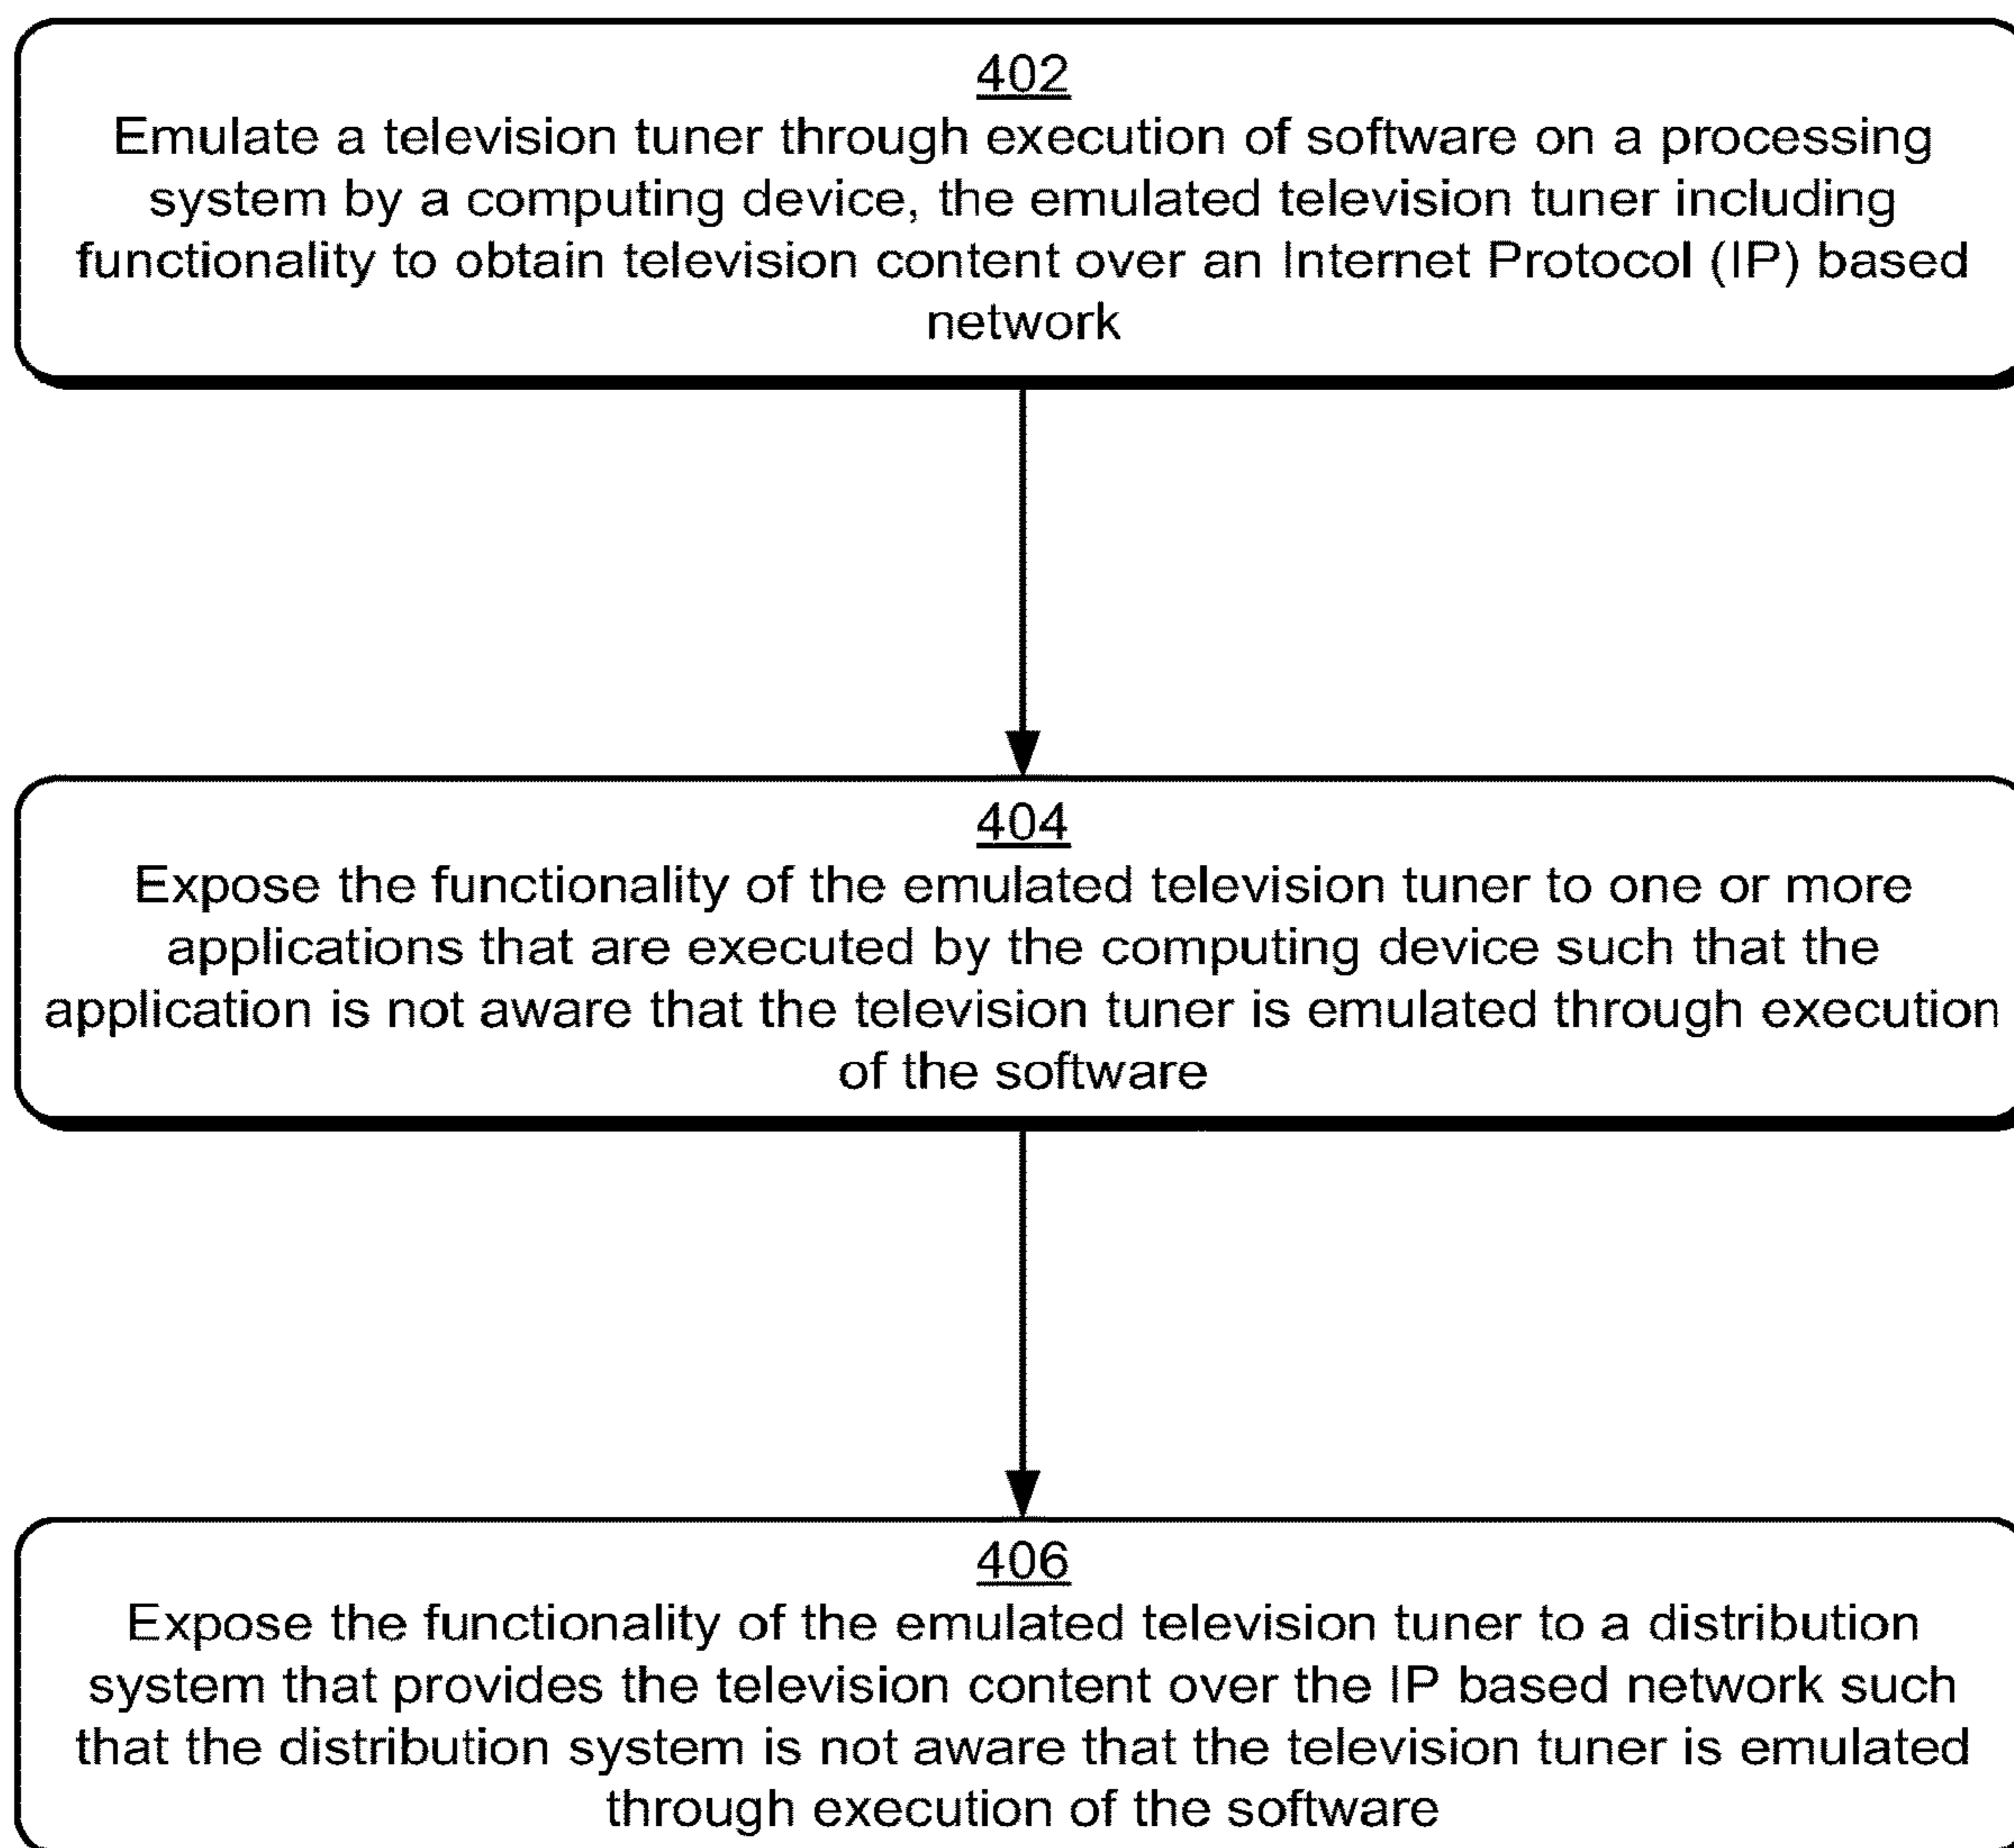 402
Emulate a television tuner through execution of software on a processing
system by a computing device, the emulated television tuner including
functionality to obtain television content over an Internet Protocol (IP) based
network
404
Expose the functionality of the emulated television tuner to one or more
applications that are executed by the computing device such that the
application is not aware that the television tuner is emulated through execution
of the software
406
Expose the functionality of the emulated television tuner to a distribution
system that provides the television content over the IP based network such
that the distribution system is not aware that the television tuner is emulated
through execution of the software